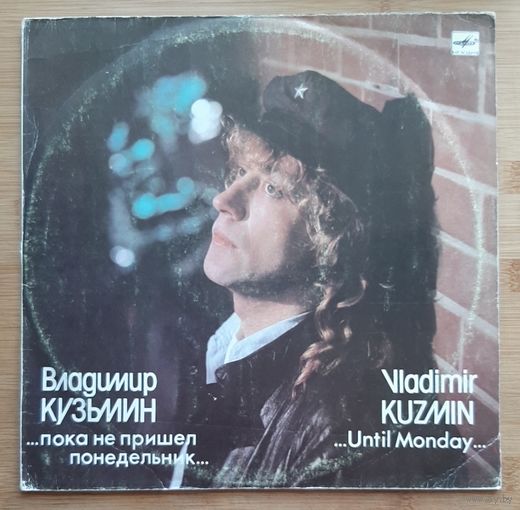 Владимир
КУЗЬМИН
...пока не пришел
понедельник...
Vladimir
KUZMIN
...Until Monday...